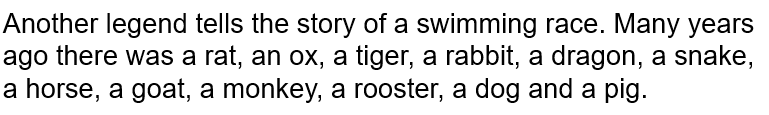 Another legend tells the story of a swimming race. Many years
ago there was a rat, an ox, a tiger, a rabbit, a dragon, a snake,
a horse, a goat, a monkey, a rooster, a dog and a pig.